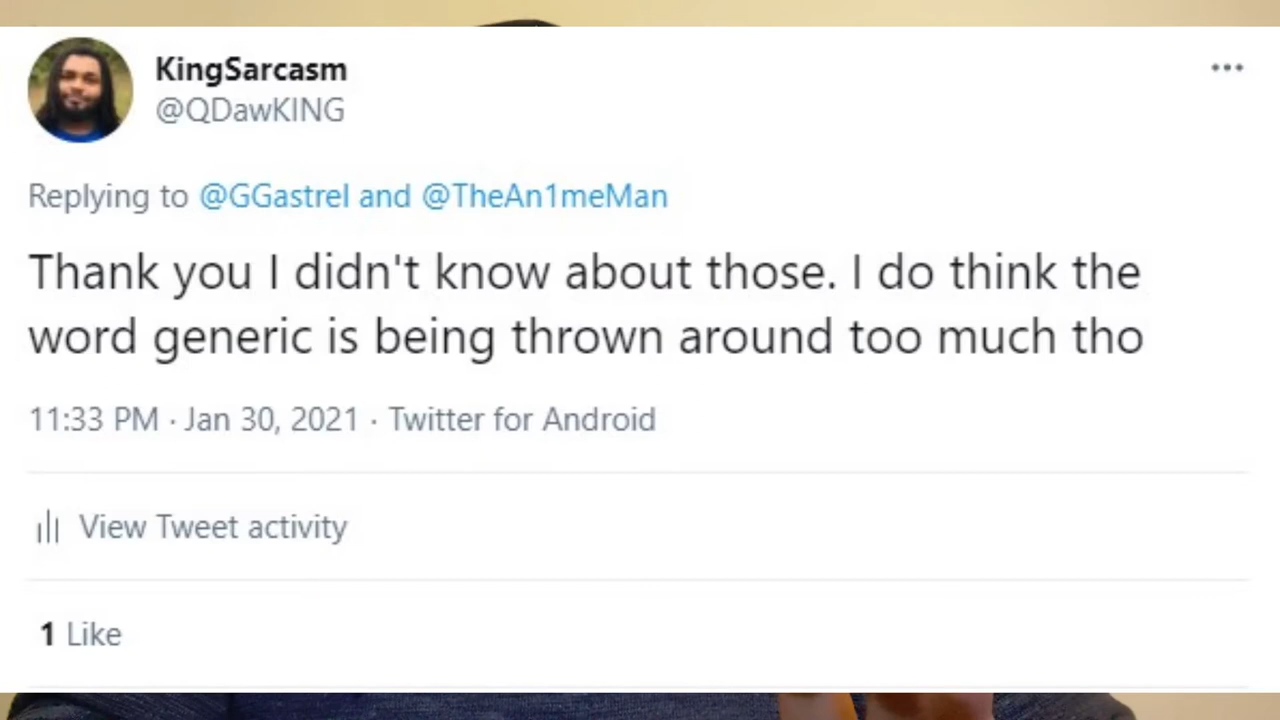 KingSarcasm
@QDawKING
Replying to @GGastrel and @TheAn1meMan
Thank you I didn't know about those. I do think the
word generic is being thrown around too much tho
11:33 PM · Jan 30, 2021 · Twitter for Android
View Tweet activity
1 Like